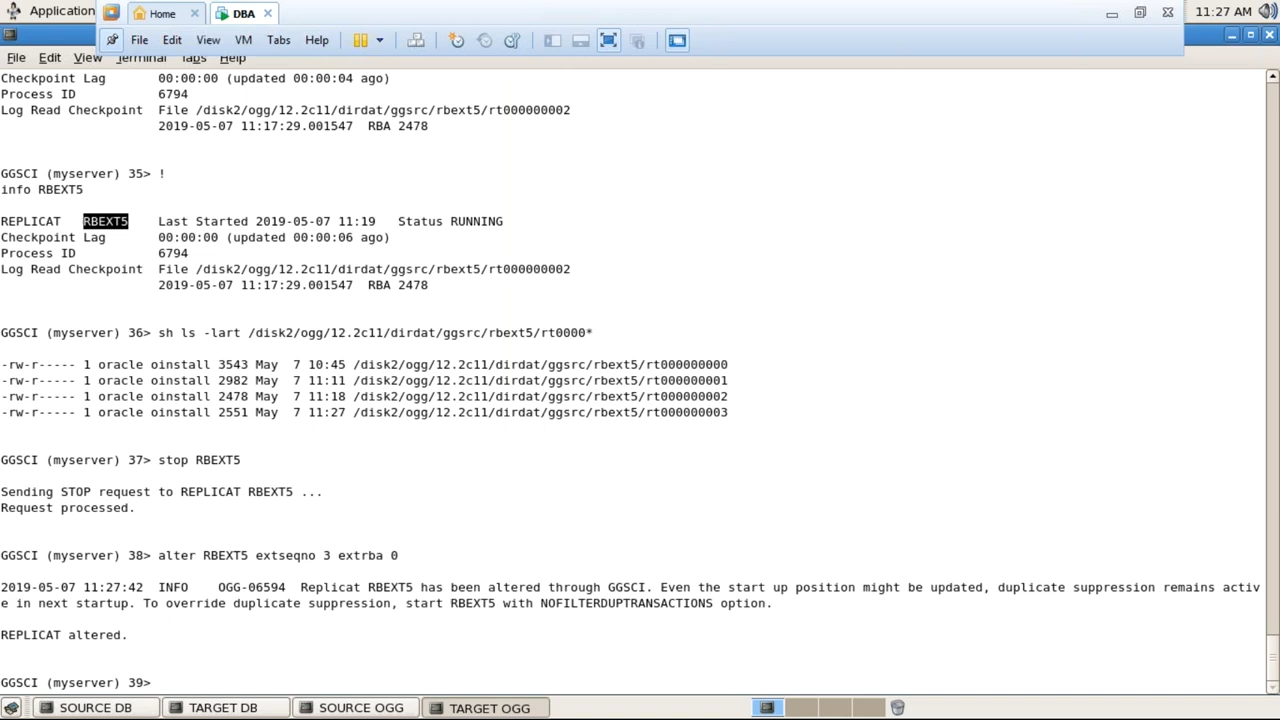 Application
Home
DBA
11:27 AM
File Edit View VM Tabs Help
File Edit View Terminal Tabs Help
Checkpoint Lag 00:00:00 (updated 00:00:04 ago)
Process ID 6794
Log Read Checkpoint File /disk2/ogg/12.2c11/dirdat/ggsrc/rbext5/rt000000002
2019-05-07 11:17:29.001547 RBA 2478
GGSCI (myserver) 35> !
info RBEXT5
REPLICAT RBEXT5 Last Started 2019-05-07 11:19 Status RUNNING
Checkpoint Lag 00:00:00 (updated 00:00:06 ago)
Process ID 6794
Log Read Checkpoint File /disk2/ogg/12.2c11/dirdat/ggsrc/rbext5/rt000000002
2019-05-07 11:17:29.001547 RBA 2478
GGSCI (myserver) 36> sh ls -lart /disk2/ogg/12.2c11/dirdat/ggsrc/rbext5/rt0000*
-rw-r----- 1 oracle oinstall 3543 May 7 10:45 /disk2/ogg/12.2c11/dirdat/ggsrc/rbext5/rt000000000
-rw-r----- 1 oracle oinstall 2982 May 7 11:11 /disk2/ogg/12.2c11/dirdat/ggsrc/rbext5/rt000000001
-rw-r----- 1 oracle oinstall 2478 May 7 11:18 /disk2/ogg/12.2c11/dirdat/ggsrc/rbext5/rt000000002
-rw-r----- 1 oracle oinstall 2551 May 7 11:27 /disk2/ogg/12.2c11/dirdat/ggsrc/rbext5/rt000000003
GGSCI (myserver) 37> stop RBEXT5
Sending STOP request to REPLICAT RBEXT5 ...
Request processed.
GGSCI (myserver) 38> alter RBEXT5 extseqno 3 extrba 0
2019-05-07 11:27:42 INFO OGG-06594 Replicat RBEXT5 has been altered through GGSCI. Even the start up position might be updated, duplicate suppression remains activ
e in next startup. To override duplicate suppression, start RBEXT5 with NOFILTERDUPTRANSACTIONS option.
REPLICAT altered.
GGSCI (myserver) 39>
SOURCE DB
TARGET DB
SOURCE OGG
TARGET OGG